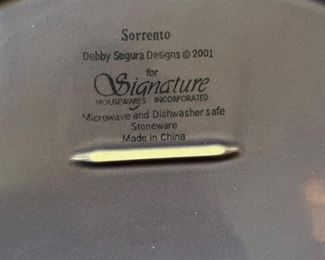 Sorrento
Debby Segura Designs © 2001
for
Signature
HOUSEWARES INCORPORATED
Microwave and Dishwasher safe
Stoneware
Made in China